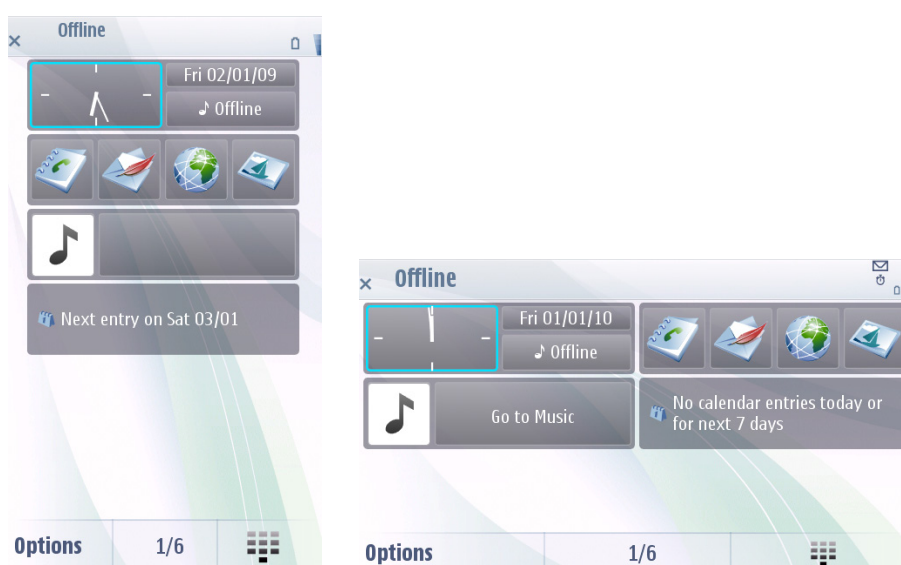 Offline
Fri 02/01/09
Offline
Next entry on Sat 03/01
Options
1/6
Offline
Fri 01/01/10
Offline
Go to Music
No calendar entries today or
for next 7 days
Options
1/6